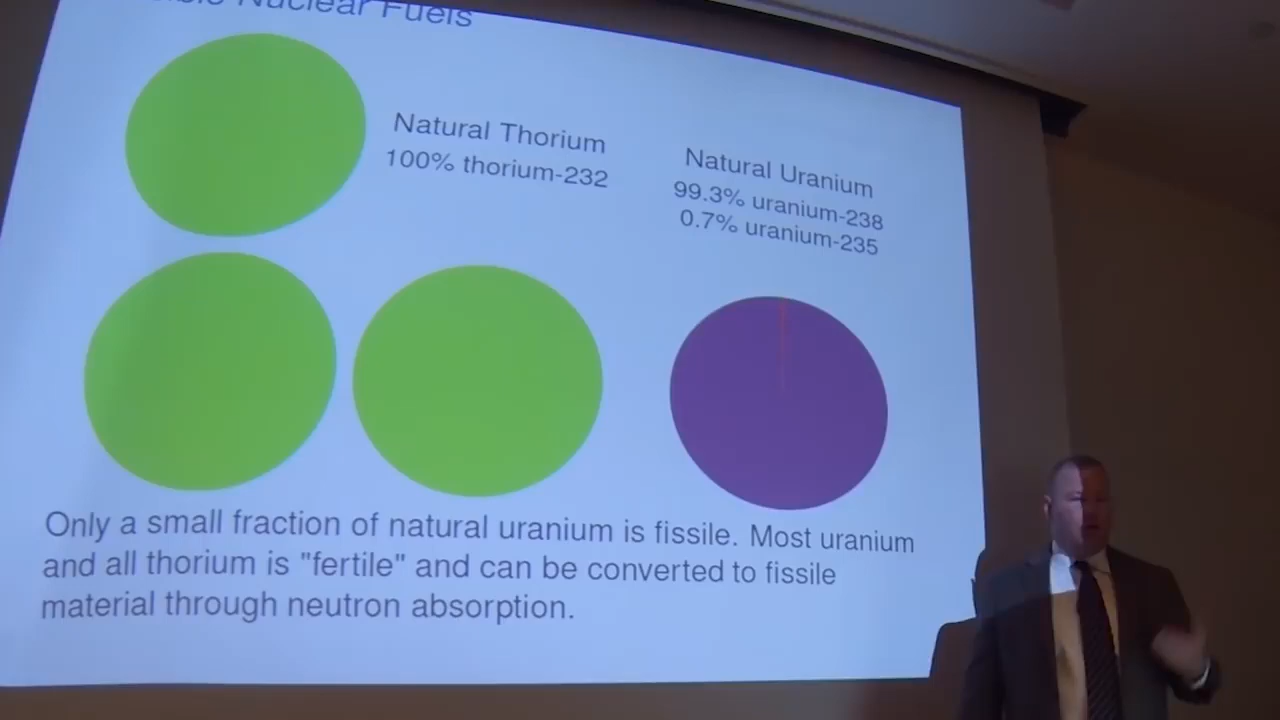 Nuclear Fuels
Natural Thorium
100% thorium-232
Natural Uranium
99.3% uranium-238
0.7% uranium-235
Only a small fraction of natural uranium is fissile. Most uranium
and all thorium is "fertile" and can be converted to fissile
material through neutron absorption.